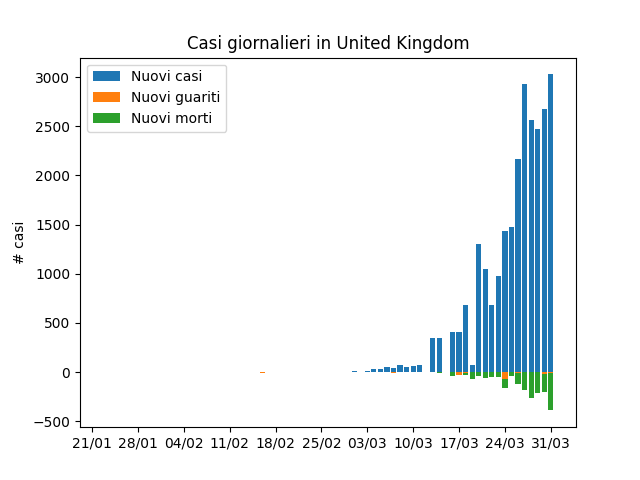 Casi giornalieri in United Kingdom
Nuovi casi
Nuovi guariti
Nuovi morti
# casi
3000
2500
2000
1500
1000
500
0
−500
21/01 28/01 04/02 11/02 18/02 25/02 03/03 10/03 17/03 24/03 31/03